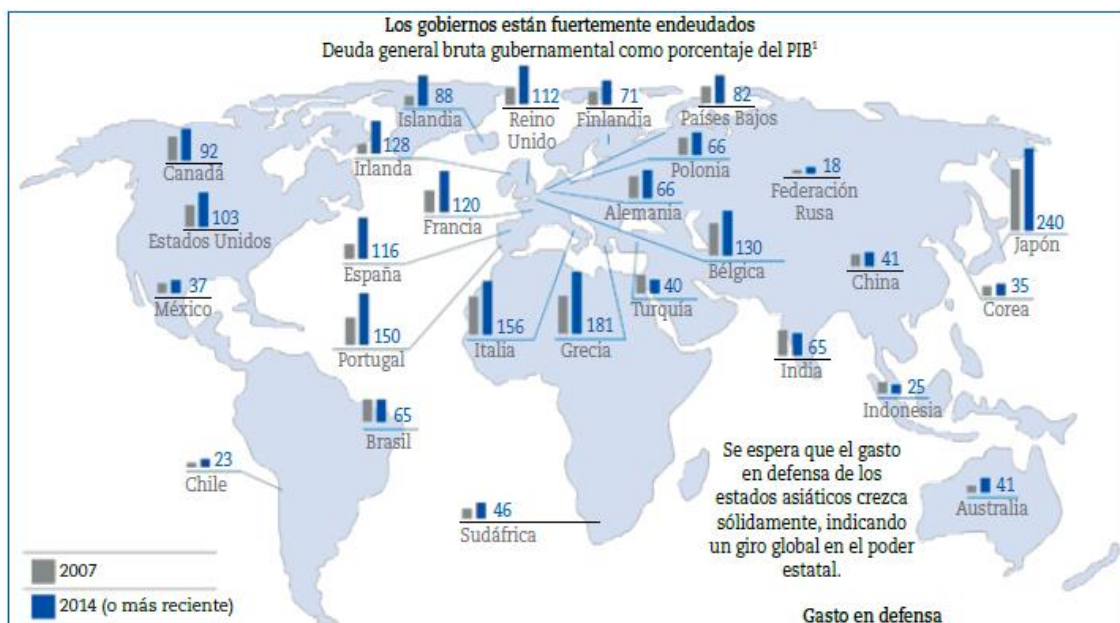 Los gobiernos están fuertemente endeudados
Deuda general bruta gubernamental como porcentaje del PIB¹
88
Islandia
112
Reino
Unido
71
Finlandia
82
Países Bajos
92
Canadá
128
Irlanda
66
Polonia
18
Federación
Rusa
103
Estados Unidos
120
Francia
66
Alemania
240
Japón
116
España
130
Bélgica
41
China
37
México
40
Turquía
35
Corea
150
Portugal
156
Italia
181
Grecia
65
India
25
Indonesia
65
Brasil
Se espera que el gasto
en defensa de los
estados asiáticos crezca
sólidamente, indicando
un giro global en el poder
estatal.
23
Chile
46
Sudáfrica
41
Australia
2007
2014 (o más reciente)
Gasto en defensa